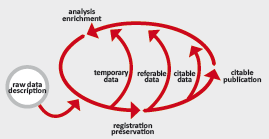 analysis
enrichment
temporary
data
referable
data
citable
data
citable
publication
raw data
description
registration
preservation